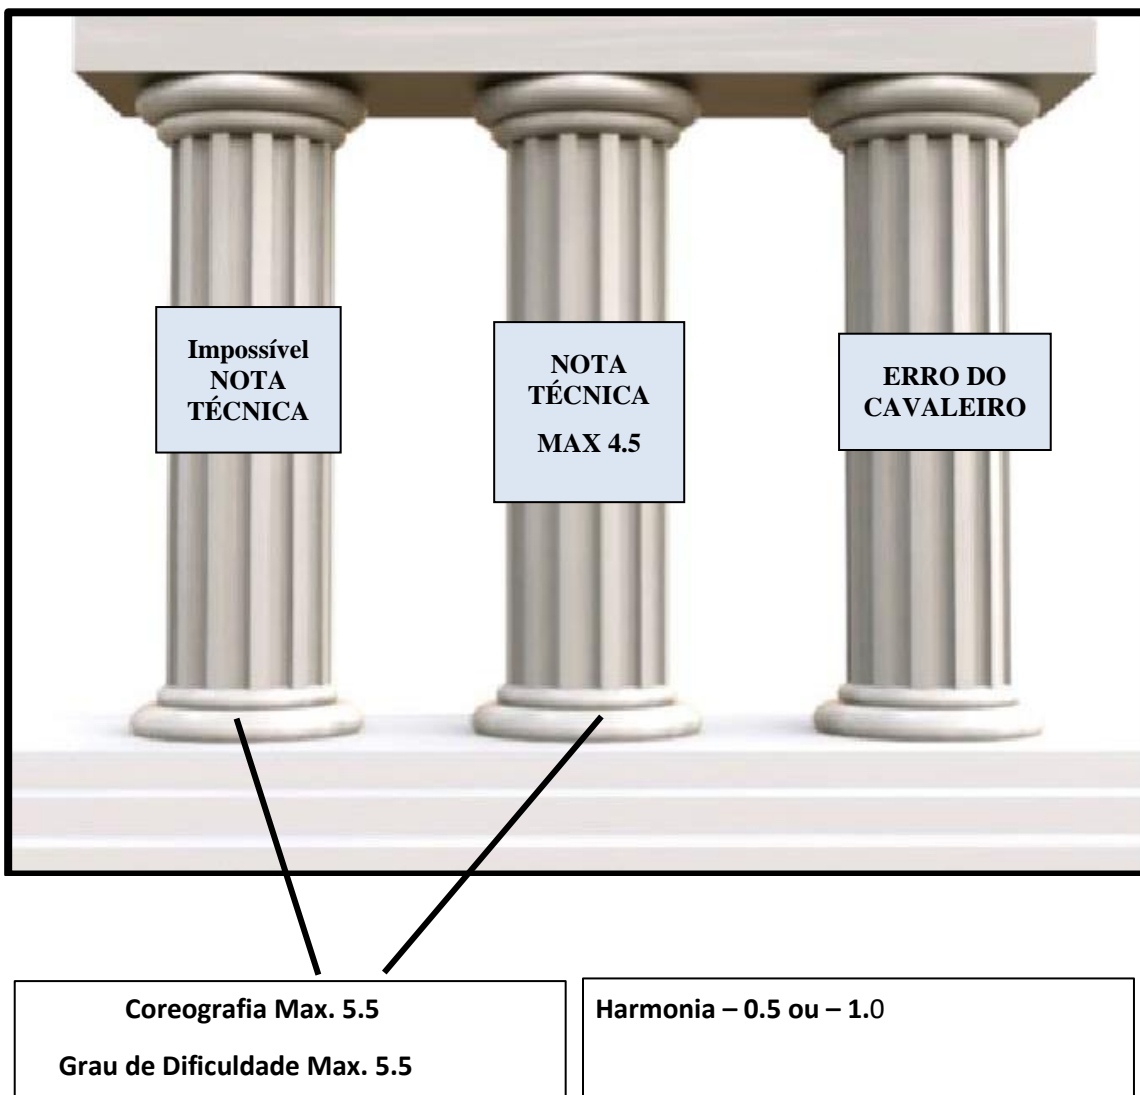 Impossível
NOTA
TÉCNICA
NOTA
TÉCNICA
MAX 4.5
ERRO DO
CAVALEIRO
Coreografia Max. 5.5
Grau de Dificuldade Max. 5.5
Harmonia – 0.5 ou – 1.0